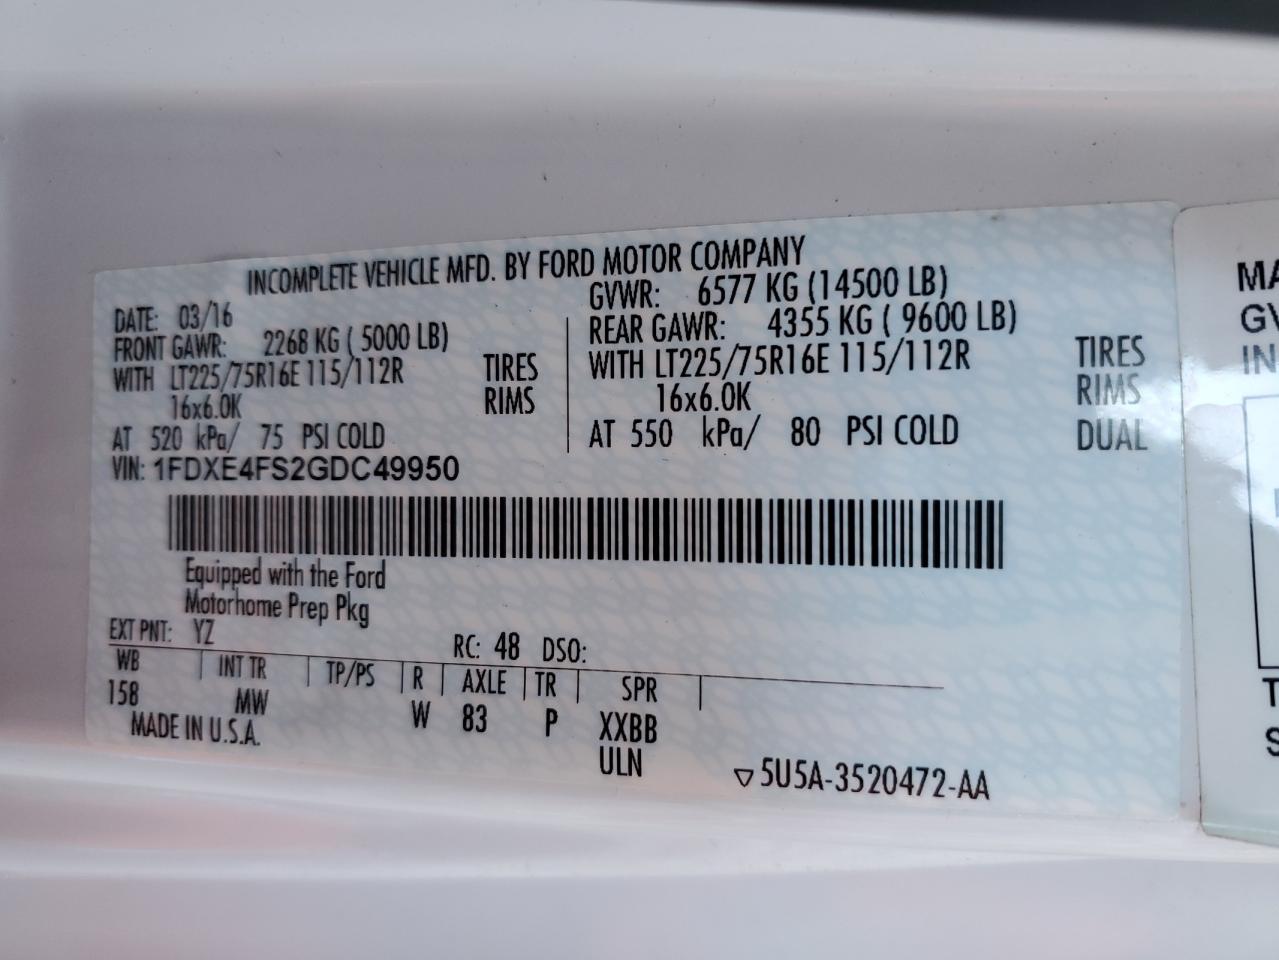 INCOMPLETE VEHICLE MFD. BY FORD MOTOR COMPANY
DATE: 03/16
GVWR: 6577 KG (14500 LB)
FRONT GAWR: 2268 KG ( 5000 LB)
REAR GAWR: 4355 KG ( 9600 LB)
WITH LT225/75R16E 115/112R TIRES
WITH LT225/75R16E 115/112R TIRES
16x6.0K RIMS
16x6.0K RIMS
AT 520 kPa/ 75 PSI COLD
AT 550 kPa/ 80 PSI COLD DUAL
VIN: 1FDXE4FS2GDC49950
Equipped with the Ford
Motorhome Prep Pkg
EXT PNT: YZ RC: 48 DSO:
WB INT TR TP/PS R AXLE TR SPR
158 MW W 83 P XXBB
MADE IN U.S.A. ULN
5U5A-3520472-AA
MA
GV
IN
T
S